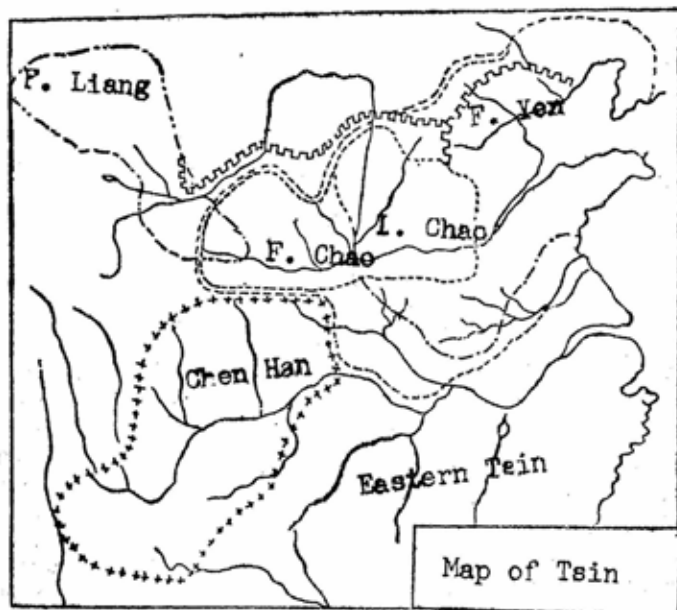 F. Liang
F. Yen
L. Chao
F. Chao
Chen Han
Eastern Tsin
Map of Tsin